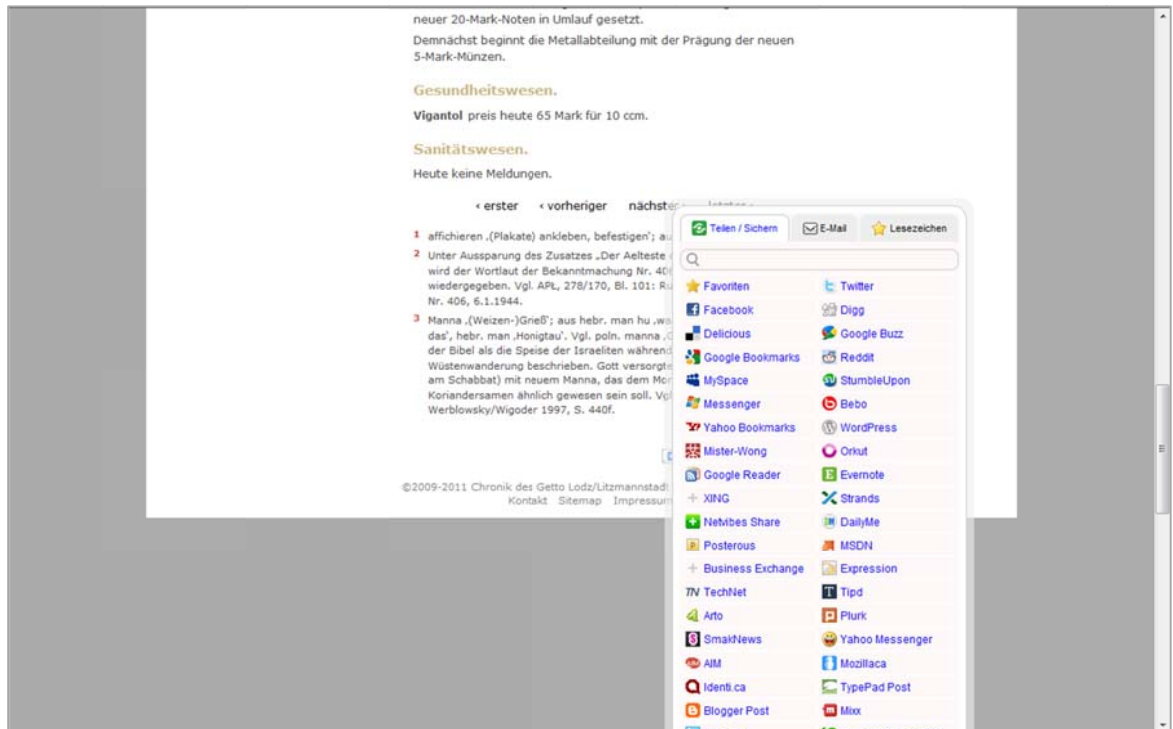 neuer 20-Mark-Noten in Umlauf gesetzt.
Demnächst beginnt die Metallabteilung mit der Prägung der neuen
5-Mark-Münzen.
Gesundheitswesen.
Vigantol preis heute 65 Mark für 10 ccm.
Sanitätswesen.
Heute keine Meldungen.
‹ erster ‹ vorheriger nächster letzter ›
1 affichieren ‚(Plakate) ankleben, befestigen‘;
2 Unter Aussparung des Zusatzes „Der Aelteste
wird der Wortlaut der Bekanntmachung Nr.
wiedergegeben. Vgl. APŁ, 278/170, Bl. 101:
Nr. 406, 6.1.1944.
3 Manna ‚(Weizen-)Grieß‘; aus hebr. man hu
das‘, hebr. man ‚Honigtau‘. Vgl. poln. manna
der Bibel als die Speise der Israeliten während
Wüstenwanderung beschrieben. Gott versorgte
am Schabbat) mit neuem Manna, das dem
Koriandersamen ähnlich gewesen sein soll.
Werblowsky/Wigoder 1997, S. 440f.
©2009-2011 Chronik des Getto Lodz/Litzmannstadt
Kontakt Sitemap Impressum
Teilen / Sichern E-Mail Lesezeichen
Favoriten Twitter
Facebook Digg
Delicious Google Buzz
Google Bookmarks Reddit
MySpace StumbleUpon
Messenger Bebo
Yahoo Bookmarks WordPress
Mister-Wong Orkut
Google Reader Evernote
XING Strands
Netvibes Share DailyMe
Posterous MSDN
Business Exchange Expression
TN TechNet Tipd
Arto Plurk
SmakNews Yahoo Messenger
AIM Mozillaca
Identi.ca TypePad Post
Blogger Post Mixx